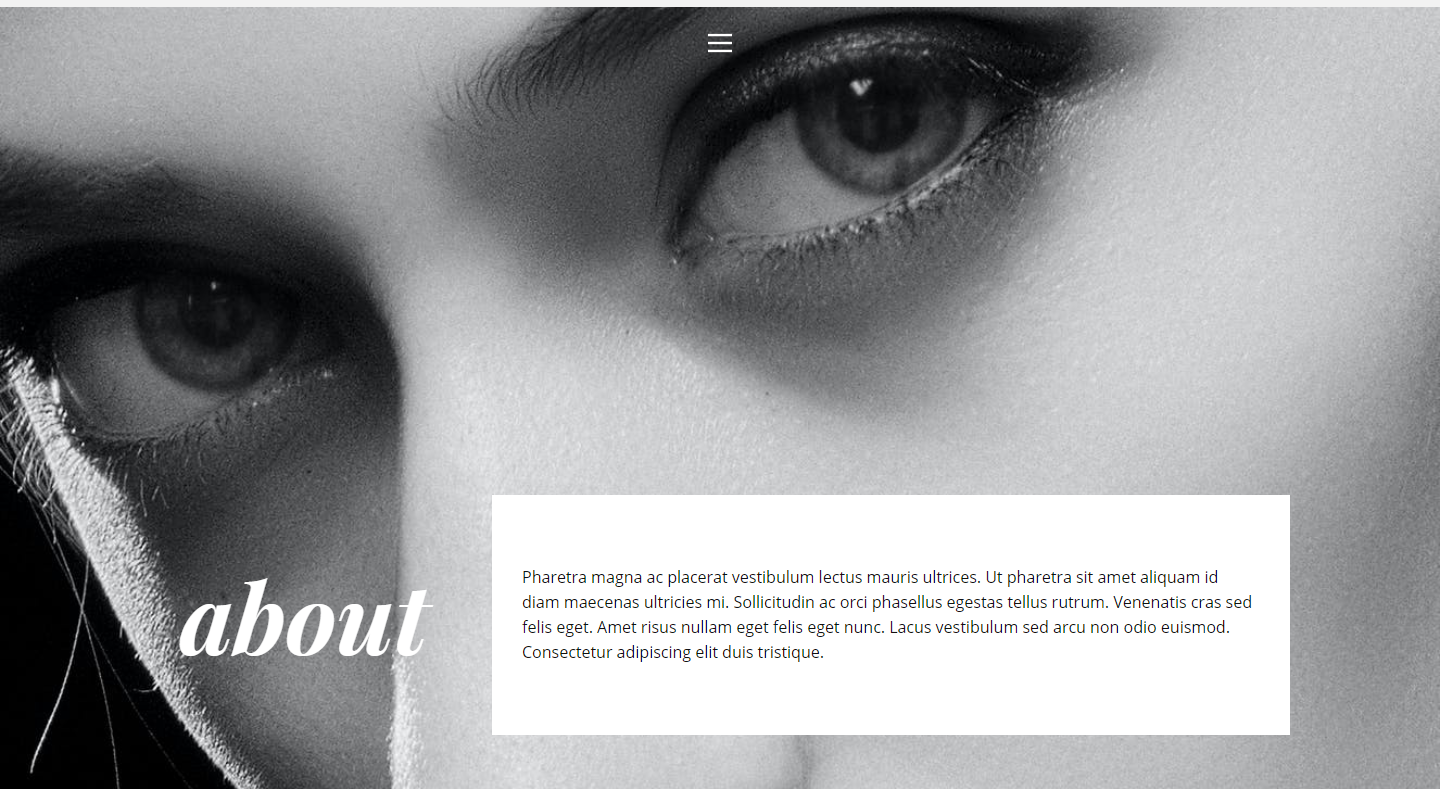 about
Pharetra magna ac placerat vestibulum lectus mauris ultrices. Ut pharetra sit amet aliquam id
diam maecenas ultricies mi. Sollicitudin ac orci phasellus egestas tellus rutrum. Venenatis cras sed
felis eget. Amet risus nullam eget felis eget nunc. Lacus vestibulum sed arcu non odio euismod.
Consectetur adipiscing elit duis tristique.